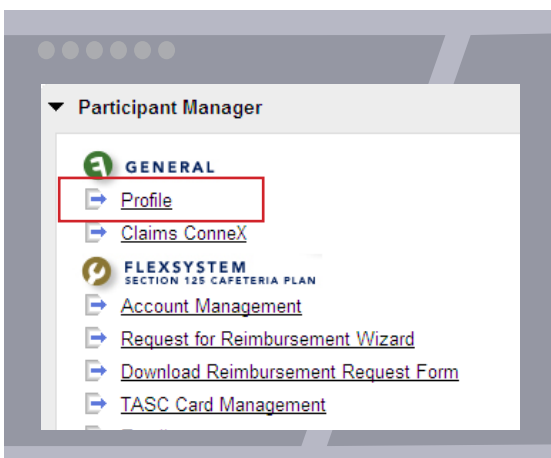 Participant Manager
GENERAL
Profile
Claims ConneX
FLEXSYSTEM
SECTION 125 CAFETERIA PLAN
Account Management
Request for Reimbursement Wizard
Download Reimbursement Request Form
TASC Card Management